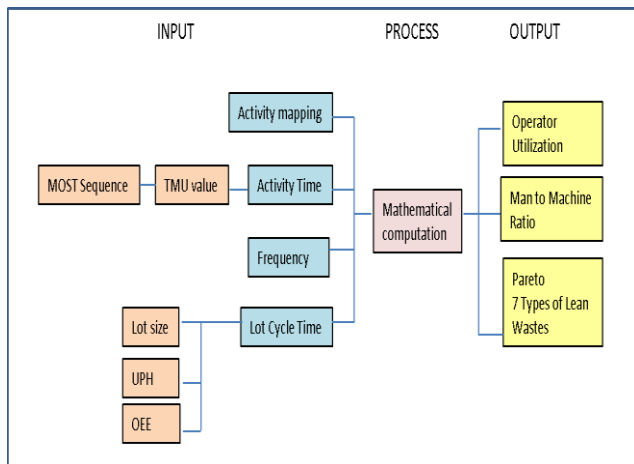 INPUT
PROCESS
OUTPUT
Activity mapping
MOST Sequence
TMU value
Activity Time
Frequency
Lot size
Lot Cycle Time
UPH
OEE
Mathematical
computation
Operator
Utilization
Man to Machine
Ratio
Pareto
7 Types of Lean
Wastes